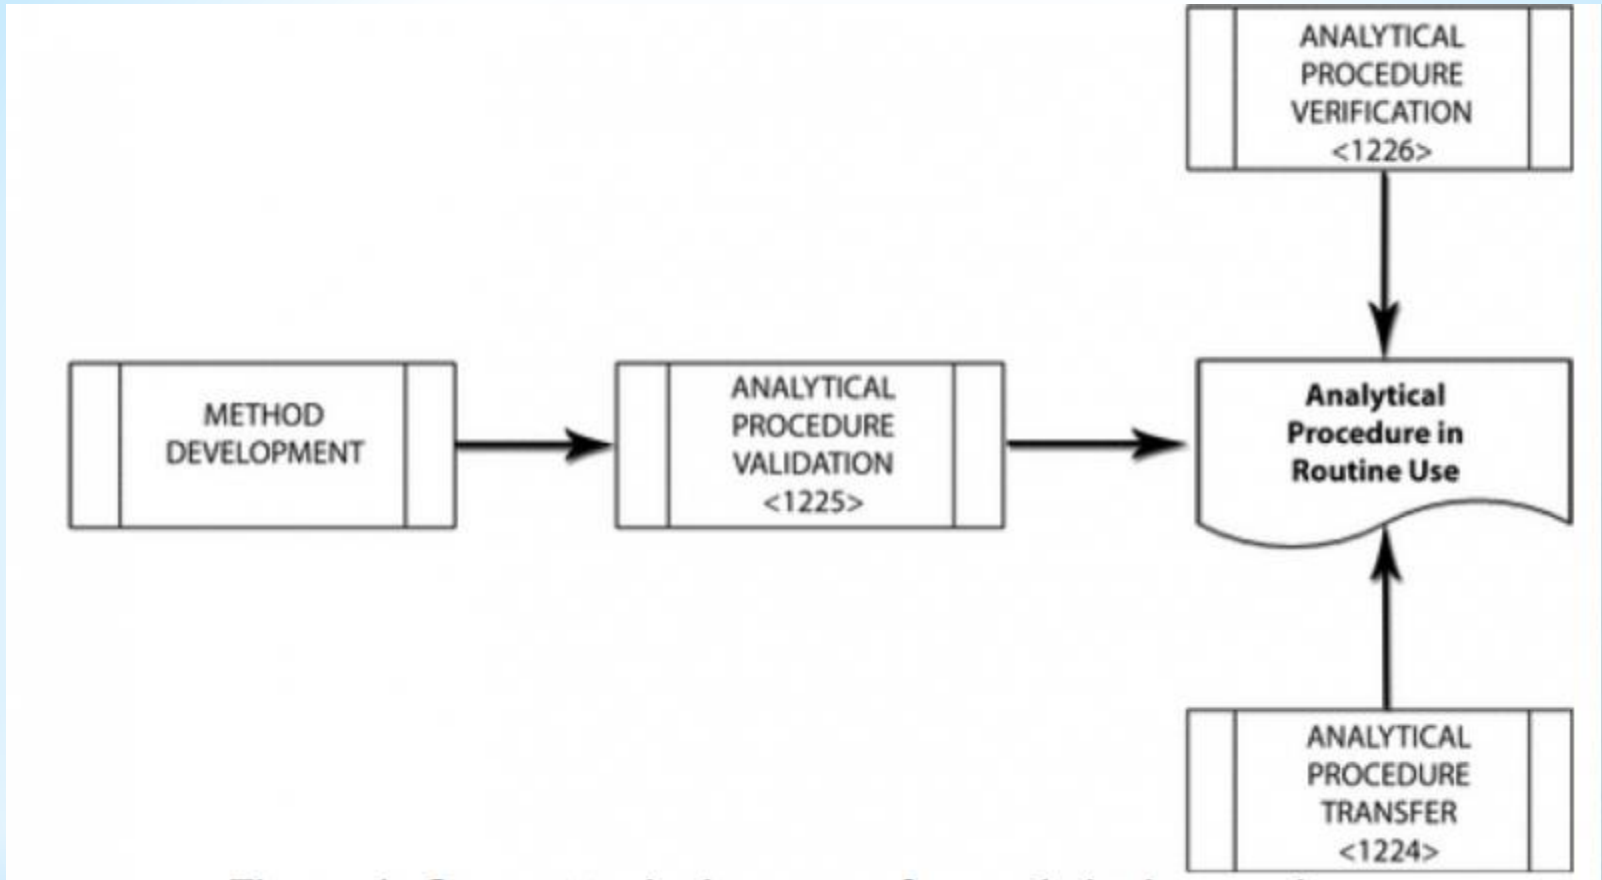 ANALYTICAL
PROCEDURE
VERIFICATION
<1226>
METHOD
DEVELOPMENT
ANALYTICAL
PROCEDURE
VALIDATION
<1225>
Analytical
Procedure in
Routine Use
ANALYTICAL
PROCEDURE
TRANSFER
<1224>